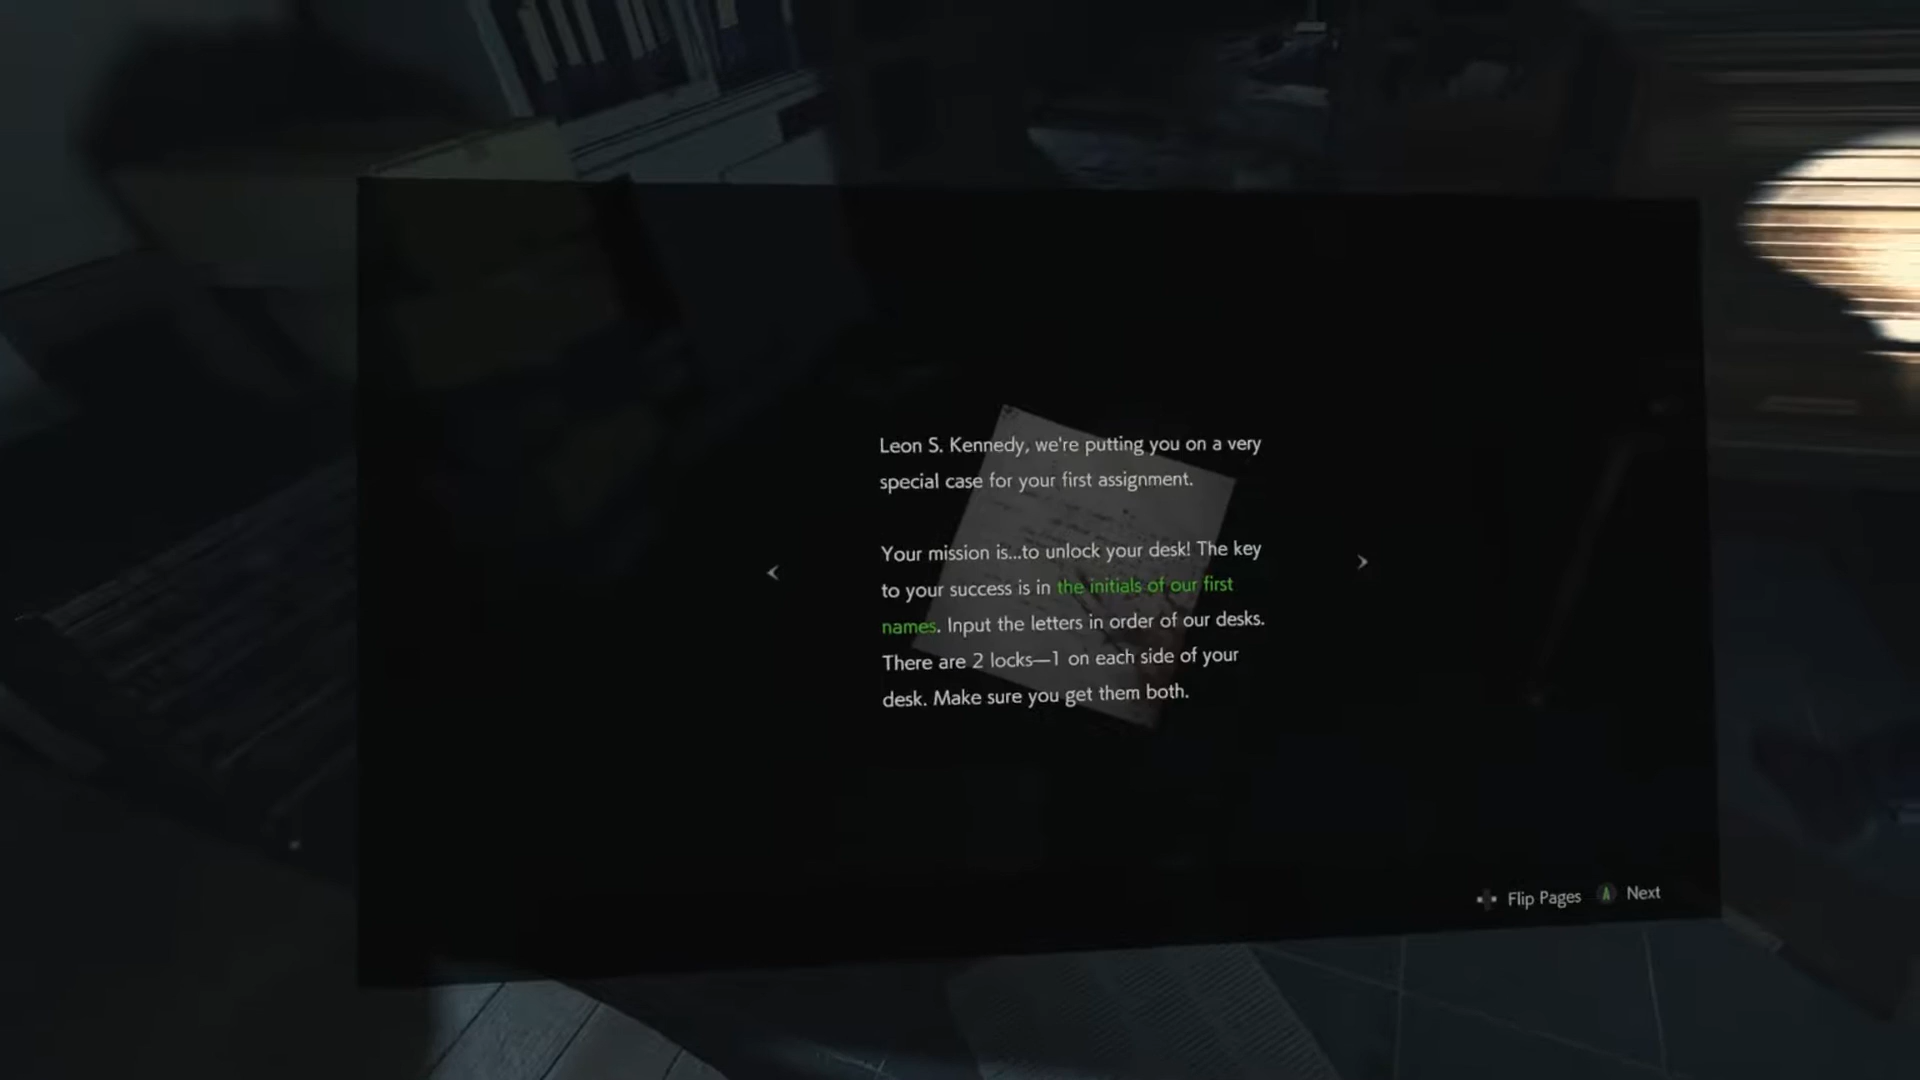 Leon S. Kennedy, we're putting you on a very
special case for your first assignment.
Your mission is...to unlock your desk! The key
to your success is in the initials of our first
names. Input the letters in order of our desks.
There are 2 locks—1 on each side of your
desk. Make sure you get them both.
Flip Pages A Next